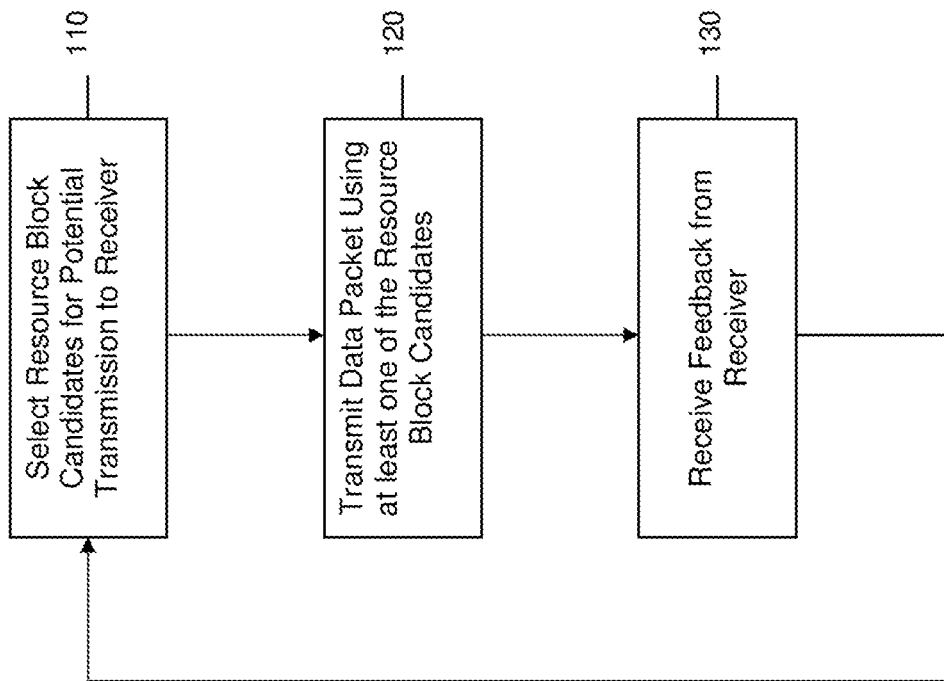 Select Resource Block
Candidates for Potential
Transmission to Receiver
110
Transmit Data Packet Using
at least one of the Resource
Block Candidates
120
Receive Feedback from
Receiver
130